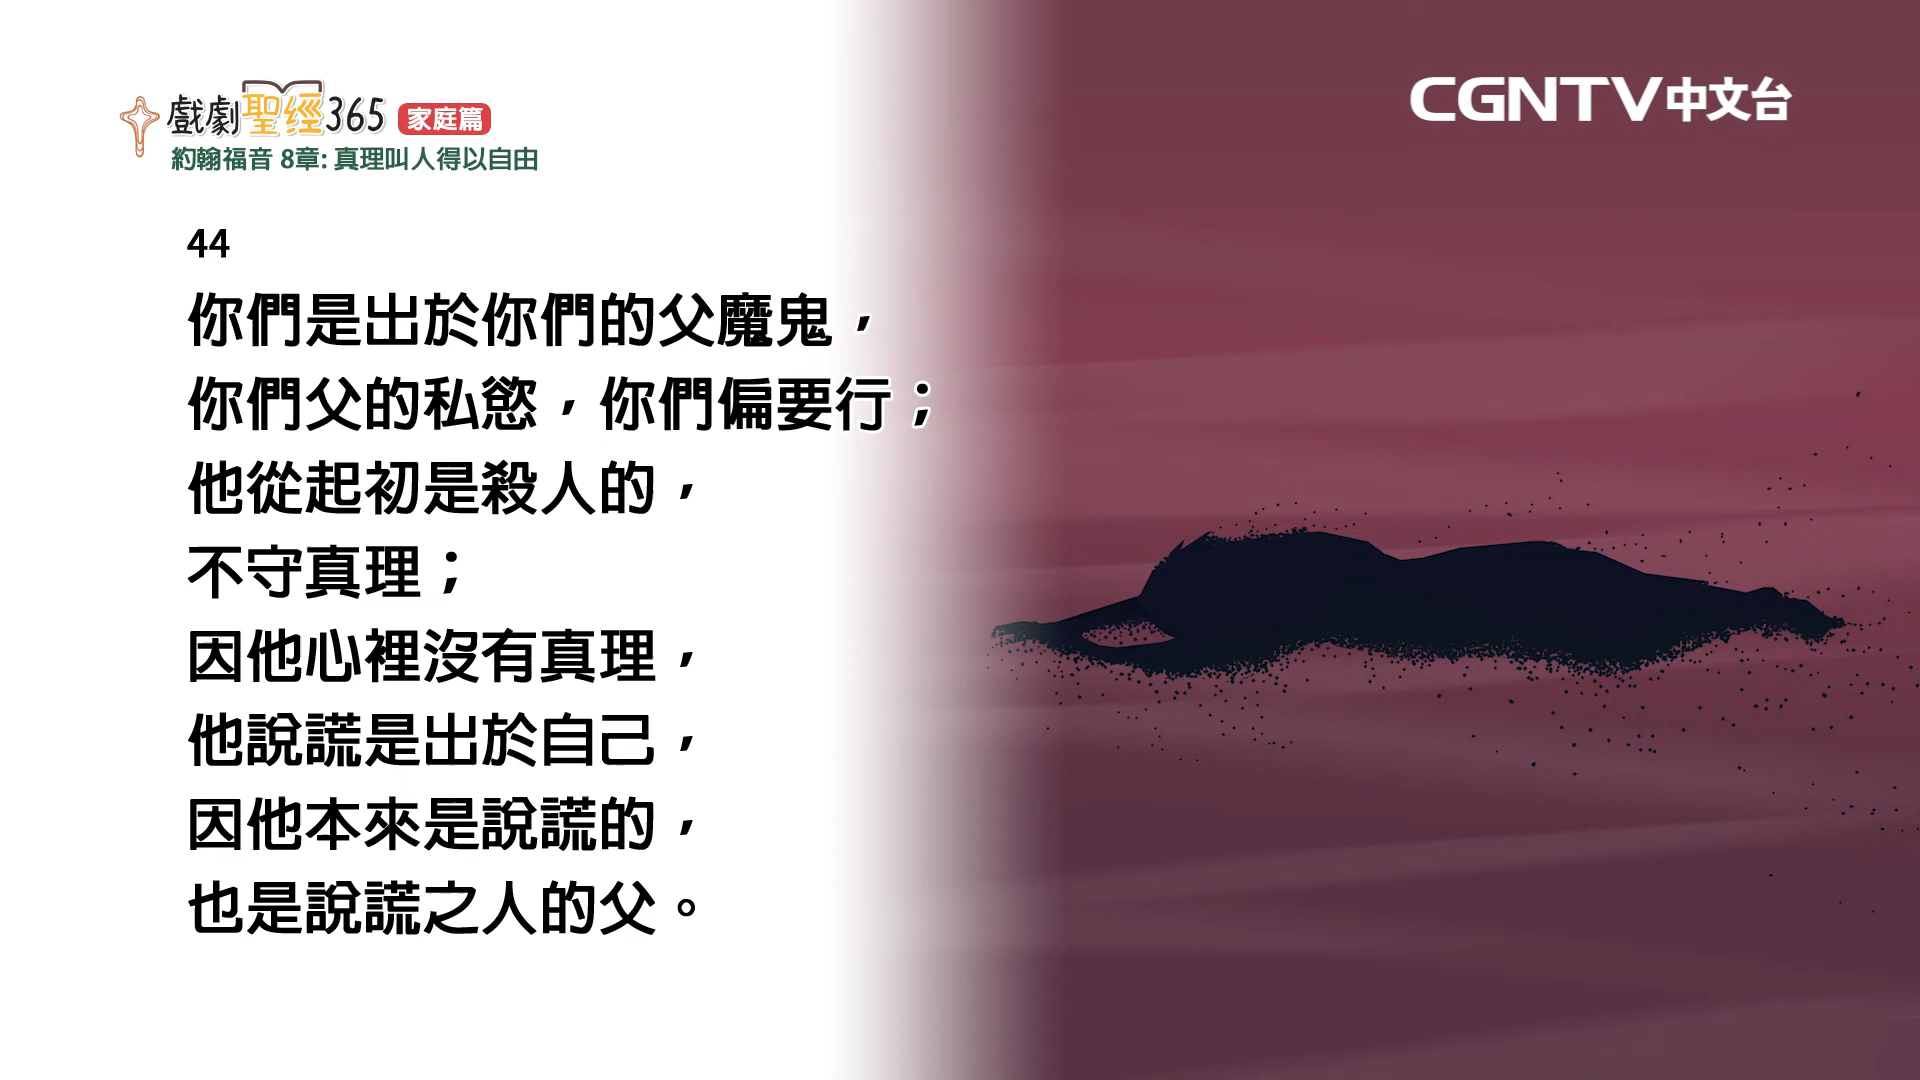 戲劇聖經365 家庭篇
約翰福音 8章: 真理叫人得以自由
CGNTV中文台
44
你們是出於你們的父魔鬼，
你們父的私慾，你們偏要行；
他從起初是殺人的，
不守真理；
因他心裡沒有真理，
他說謊是出於自己，
因他本來是說謊的，
也是說謊之人的父。